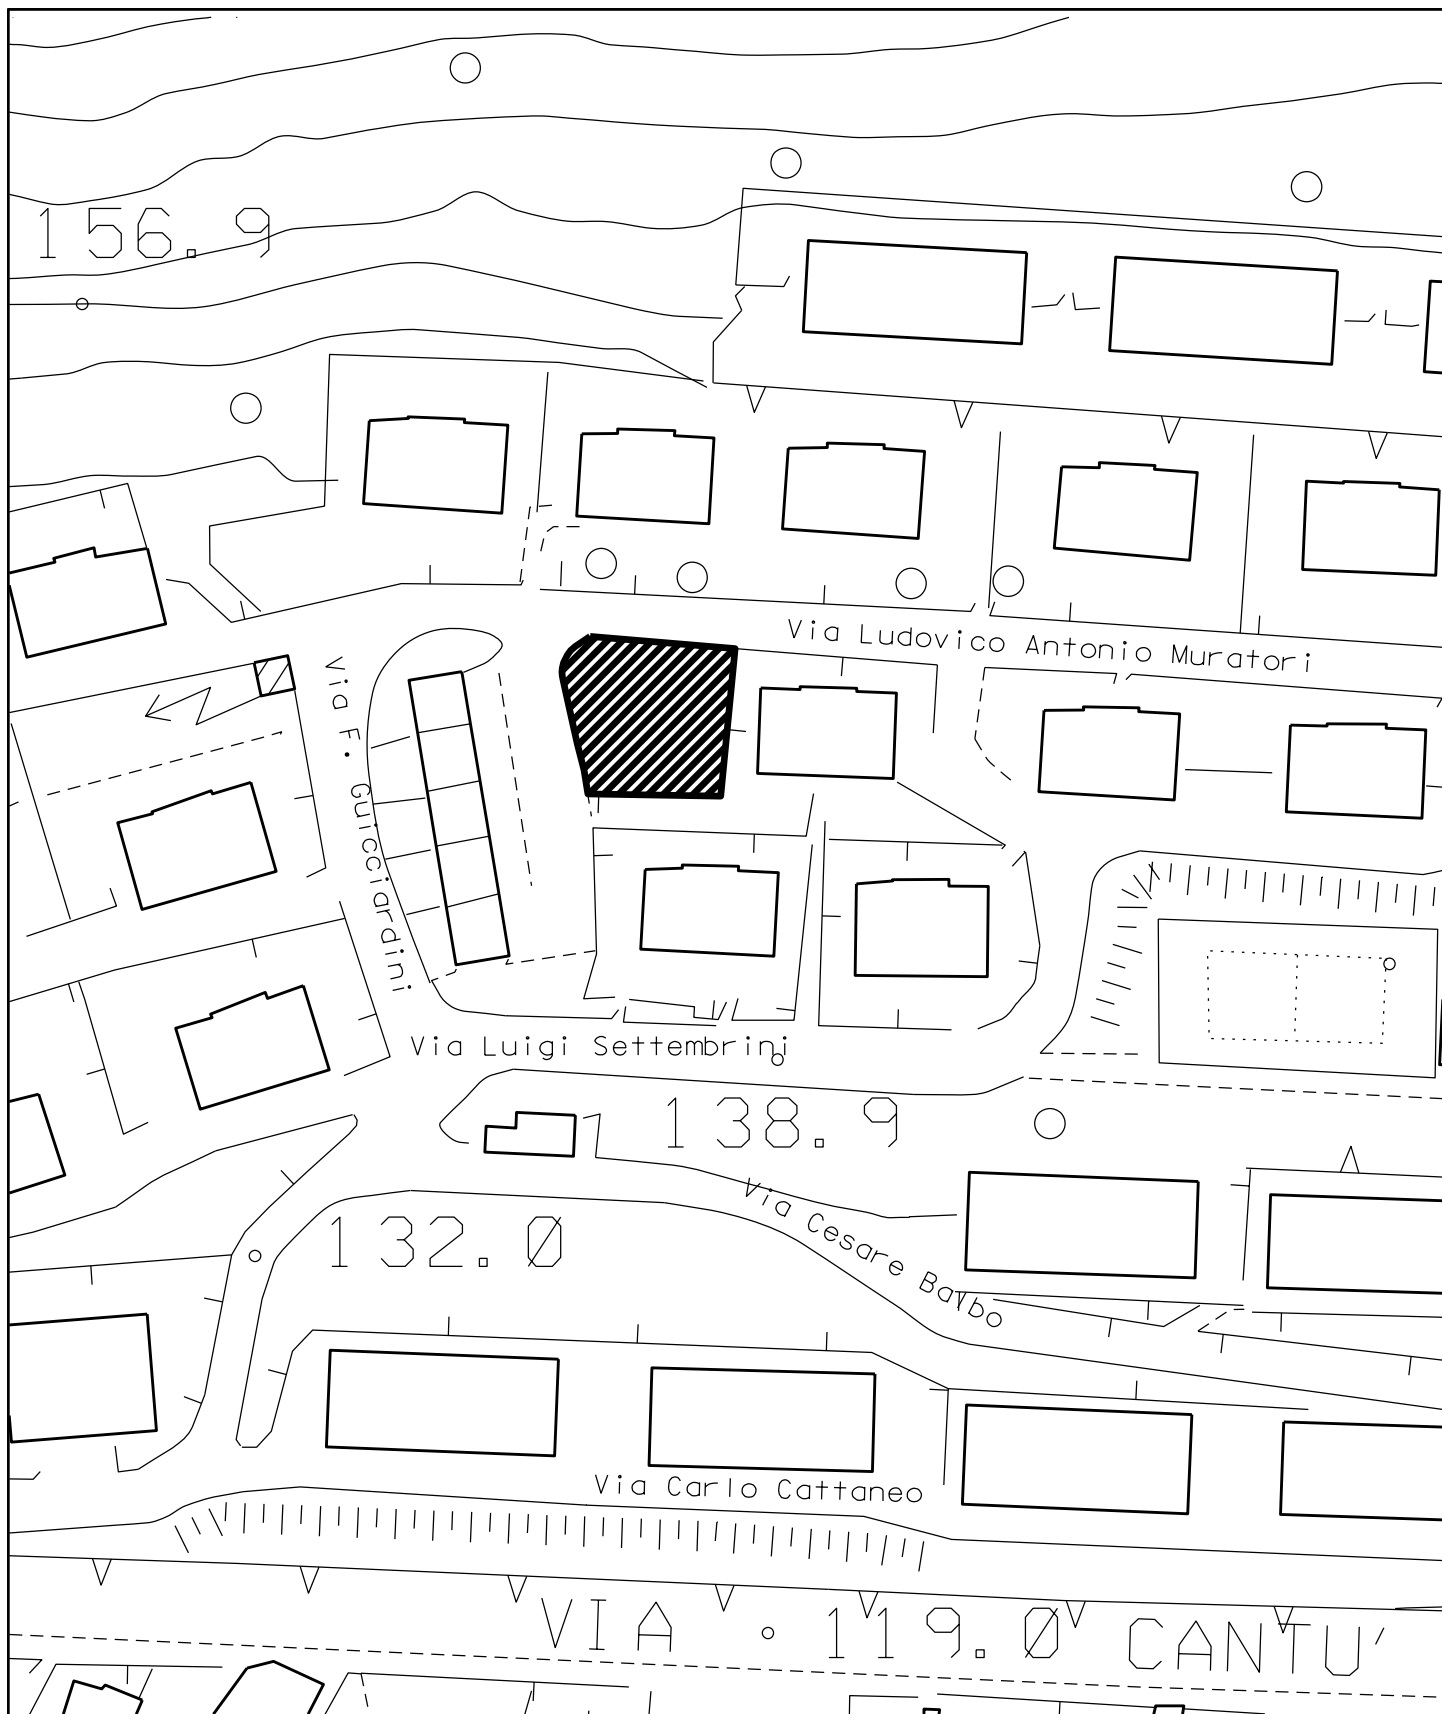 156.9
Via Ludovico Antonio Muratori
Via F. Guicciardini
Via Luigi Settembrini
138.9
Via Cesare Balbo
132.0
Via Carlo Cattaneo
VIA CANTU'
119.0